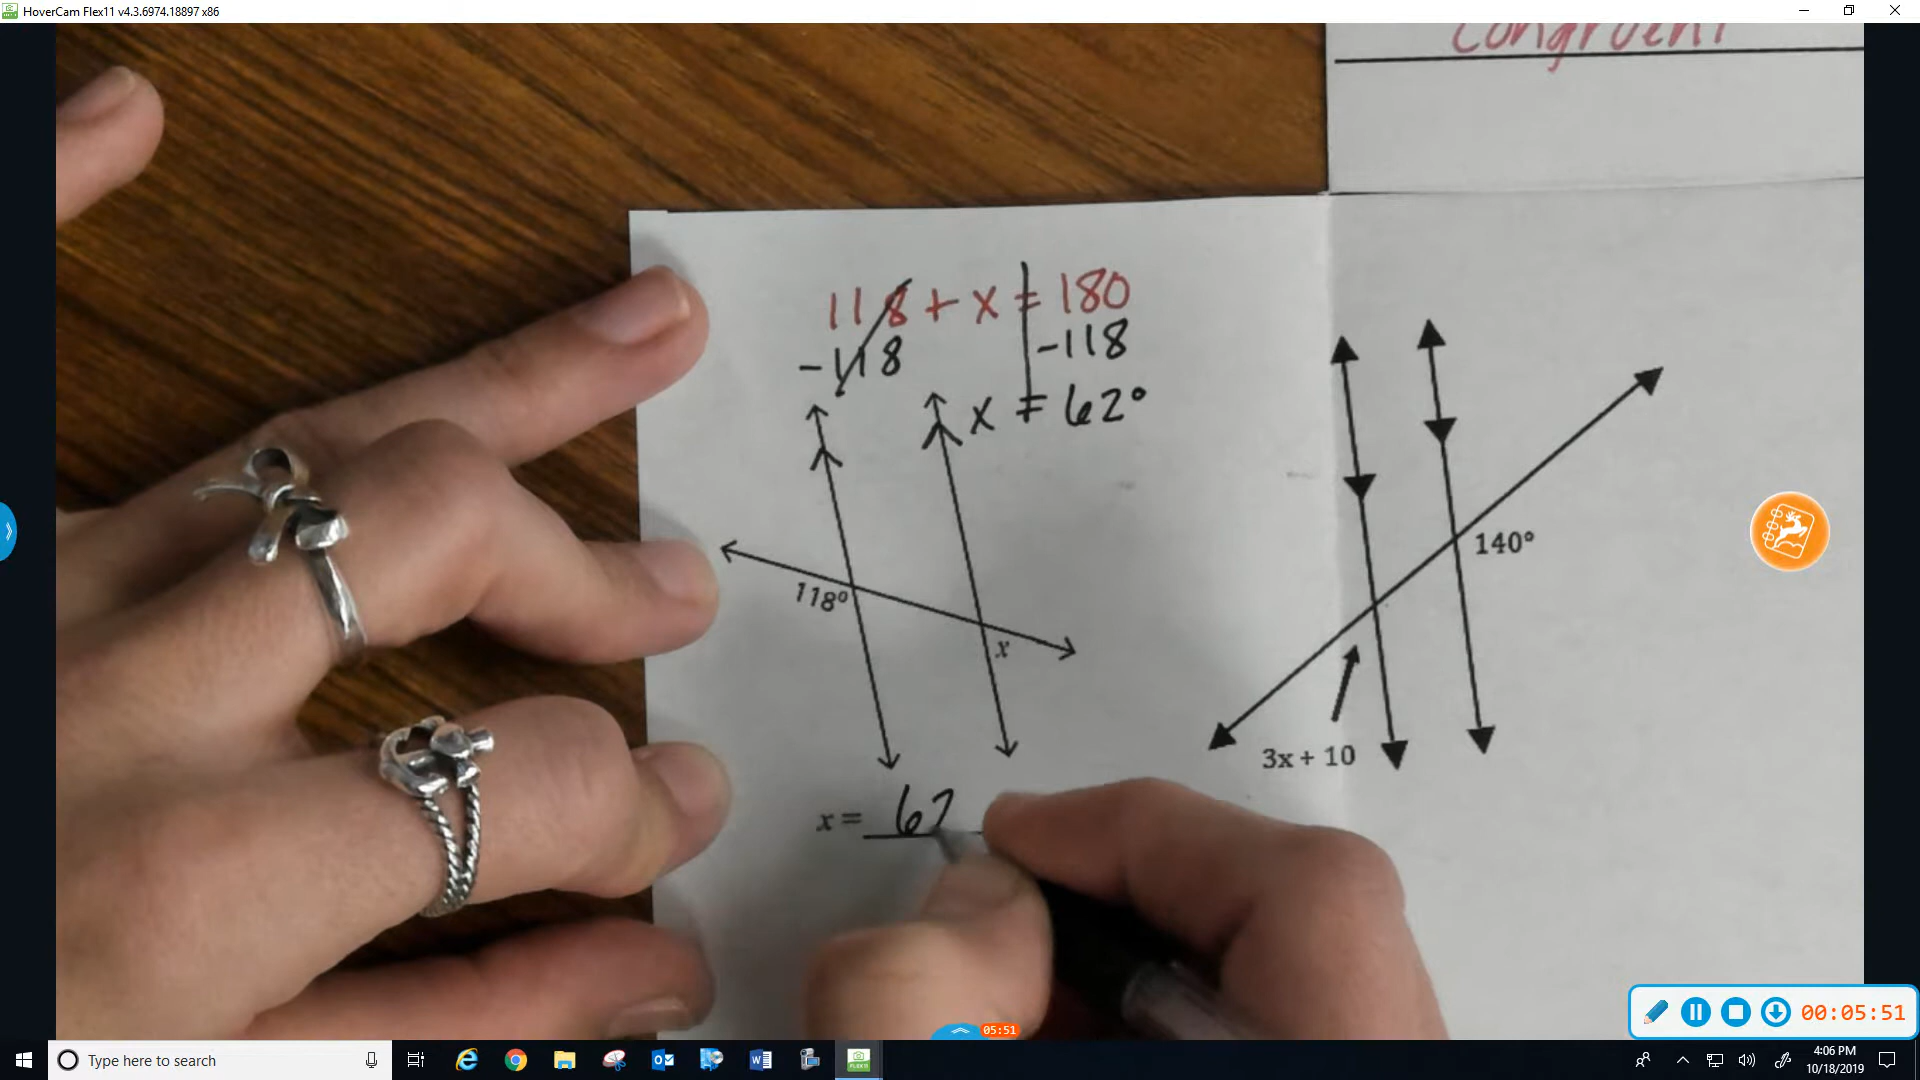 HoverCam Flex11 v4.3.6974.18897 x86
congruent
118 + x = 180
-118 -118
x = 62°
118°
x
x = 62
140°
3x + 10
05:51
00:05:51
Type here to search
4:06 PM
10/18/2019